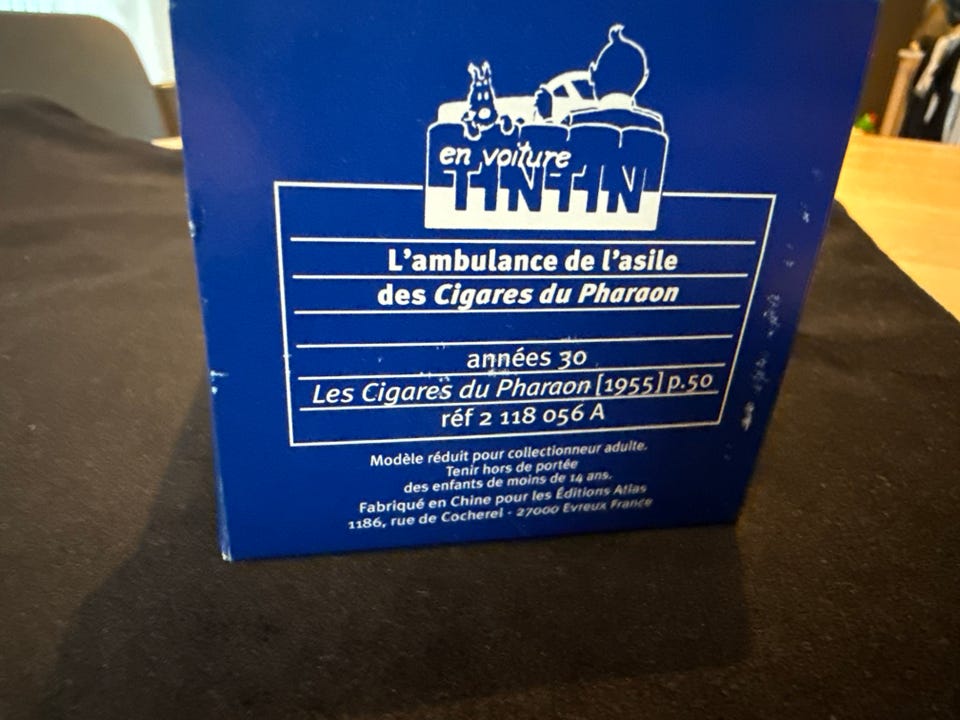 en voiture
TINTIN
L'ambulance de l'asile
des Cigares du Pharaon
années 30
Les Cigares du Pharaon [1955] p.50
réf 2 118 056 A
Modèle réduit pour collectionneur adulte.
Tenir hors de portée
des enfants de moins de 14 ans.
Fabriqué en Chine pour les Éditions Atlas
1186, rue de Cocherel - 27000 Evreux France